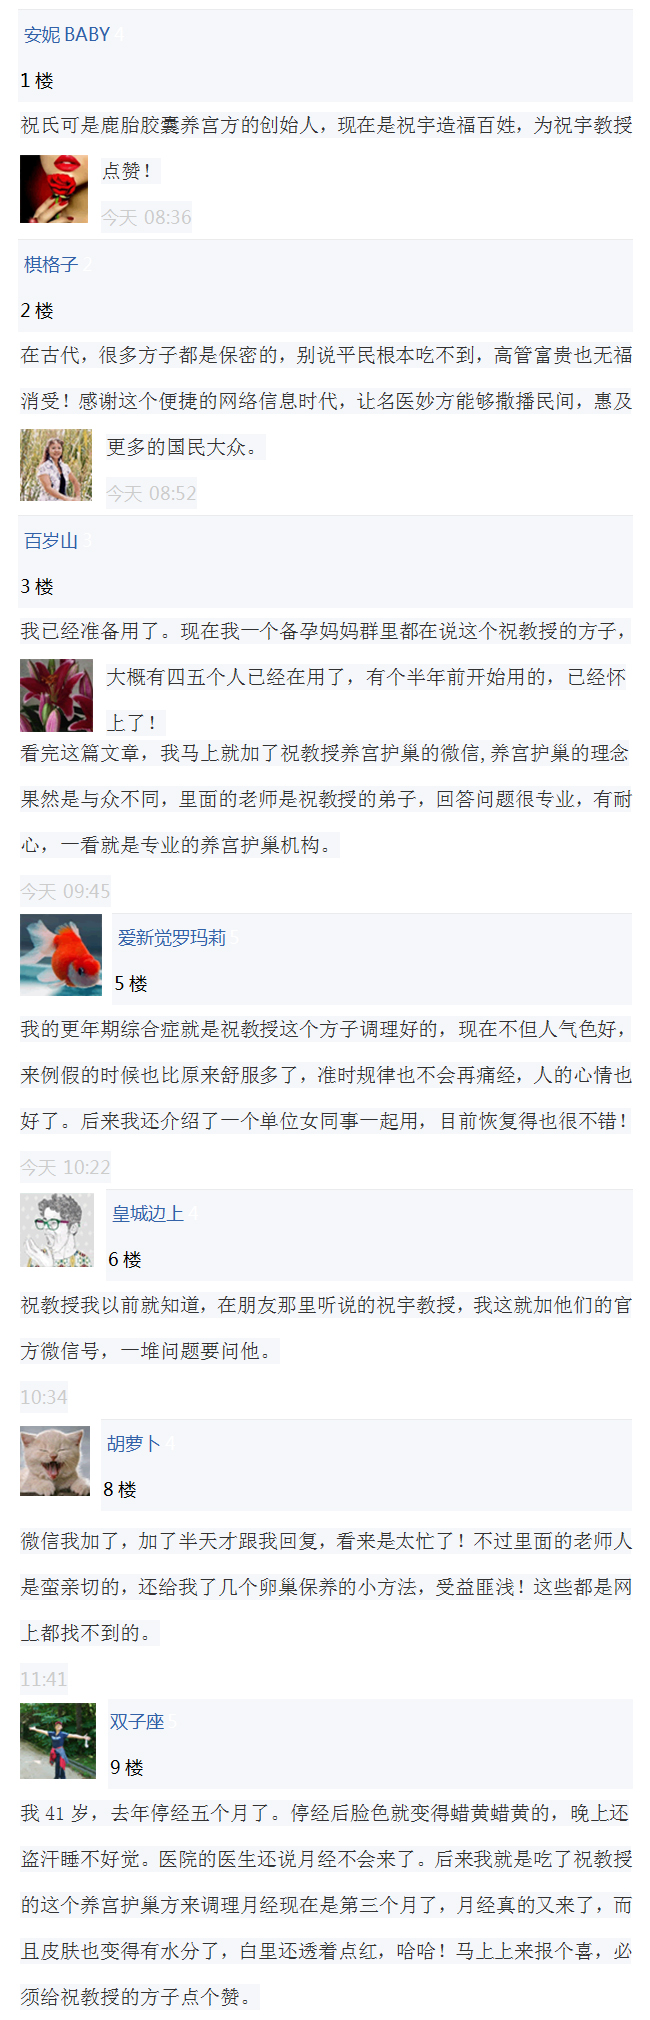 安妮 BABY 4
1 楼
祝氏可是鹿胎胶囊养宫方的创始人，现在是祝宇造福百姓，为祝宇教授
点赞！
今天 08:36
棋格子 2
2 楼
在古代，很多方子都是保密的，别说平民根本吃不到，高管富贵也无福
消受！感谢这个便捷的网络信息时代，让名医妙方能够撒播民间，惠及
更多的国民大众。
今天 08:52
百岁山 3
3 楼
我已经准备用了。现在我一个备孕妈妈群里都在说这个祝教授的方子，
大概有四五个人已经在用了，有个半年前开始用的，已经怀
上了！
看完这篇文章，我马上就加了祝教授养宫护巢的微信,养宫护巢的理念
果然是与众不同，里面的老师是祝教授的弟子，回答问题很专业，有耐
心，一看就是专业的养宫护巢机构。
今天 09:45
爱新觉罗玛莉 5
5 楼
我的更年期综合症就是祝教授这个方子调理好的，现在不但人气色好，
来例假的时候也比原来舒服多了，准时规律也不会再痛经，人的心情也
好了。后来我还介绍了一个单位女同事一起用，目前恢复得也很不错！
今天 10:22
皇城边上 4
6 楼
祝教授我以前就知道，在朋友那里听说的祝宇教授，我这就加他们的官
方微信号，一堆问题要问他。
10:34
胡萝卜 4
8 楼
微信我加了，加了半天才跟我回复，看来是太忙了！不过里面的老师人
是蛮亲切的，还给我了几个卵巢保养的小方法，受益匪浅！这些都是网
上都找不到的。
11:41
双子座 5
9 楼
我 41 岁，去年停经五个月了。停经后脸色就变得蜡黄蜡黄的，晚上还
盗汗睡不好觉。医院的医生还说月经不会来了。后来我就是吃了祝教授
的这个养宫护巢方来调理月经现在是第三个月了，月经真的又来了，而
且皮肤也变得有水分了，白里还透着点红，哈哈！马上上来报个喜，必
须给祝教授的方子点个赞。